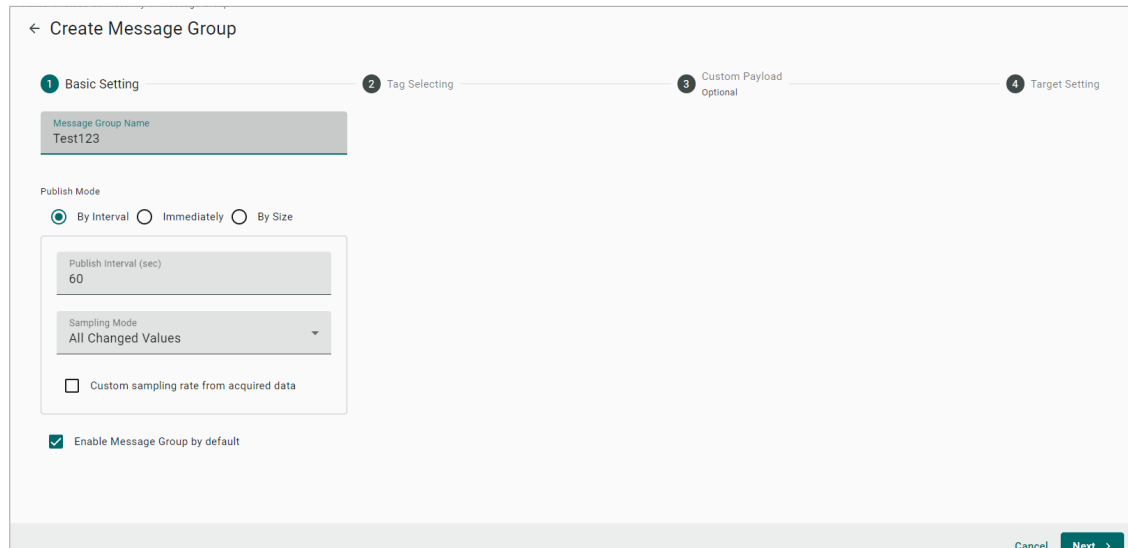 Create Message Group
1 Basic Setting 2 Tag Selecting 3 Custom Payload 4 Target Setting
Optional
Message Group Name
Test123
Publish Mode
By Interval Immediately By Size
Publish Interval (sec)
60
Sampling Mode
All Changed Values
Custom sampling rate from acquired data
Enable Message Group by default
Cancel Next